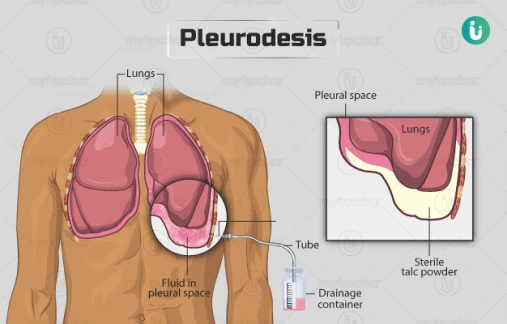 Pleurodesis
Lungs
Pleural space
Lungs
Tube
Sterile
talc powder
Fluid in
pleural space
Drainage
container